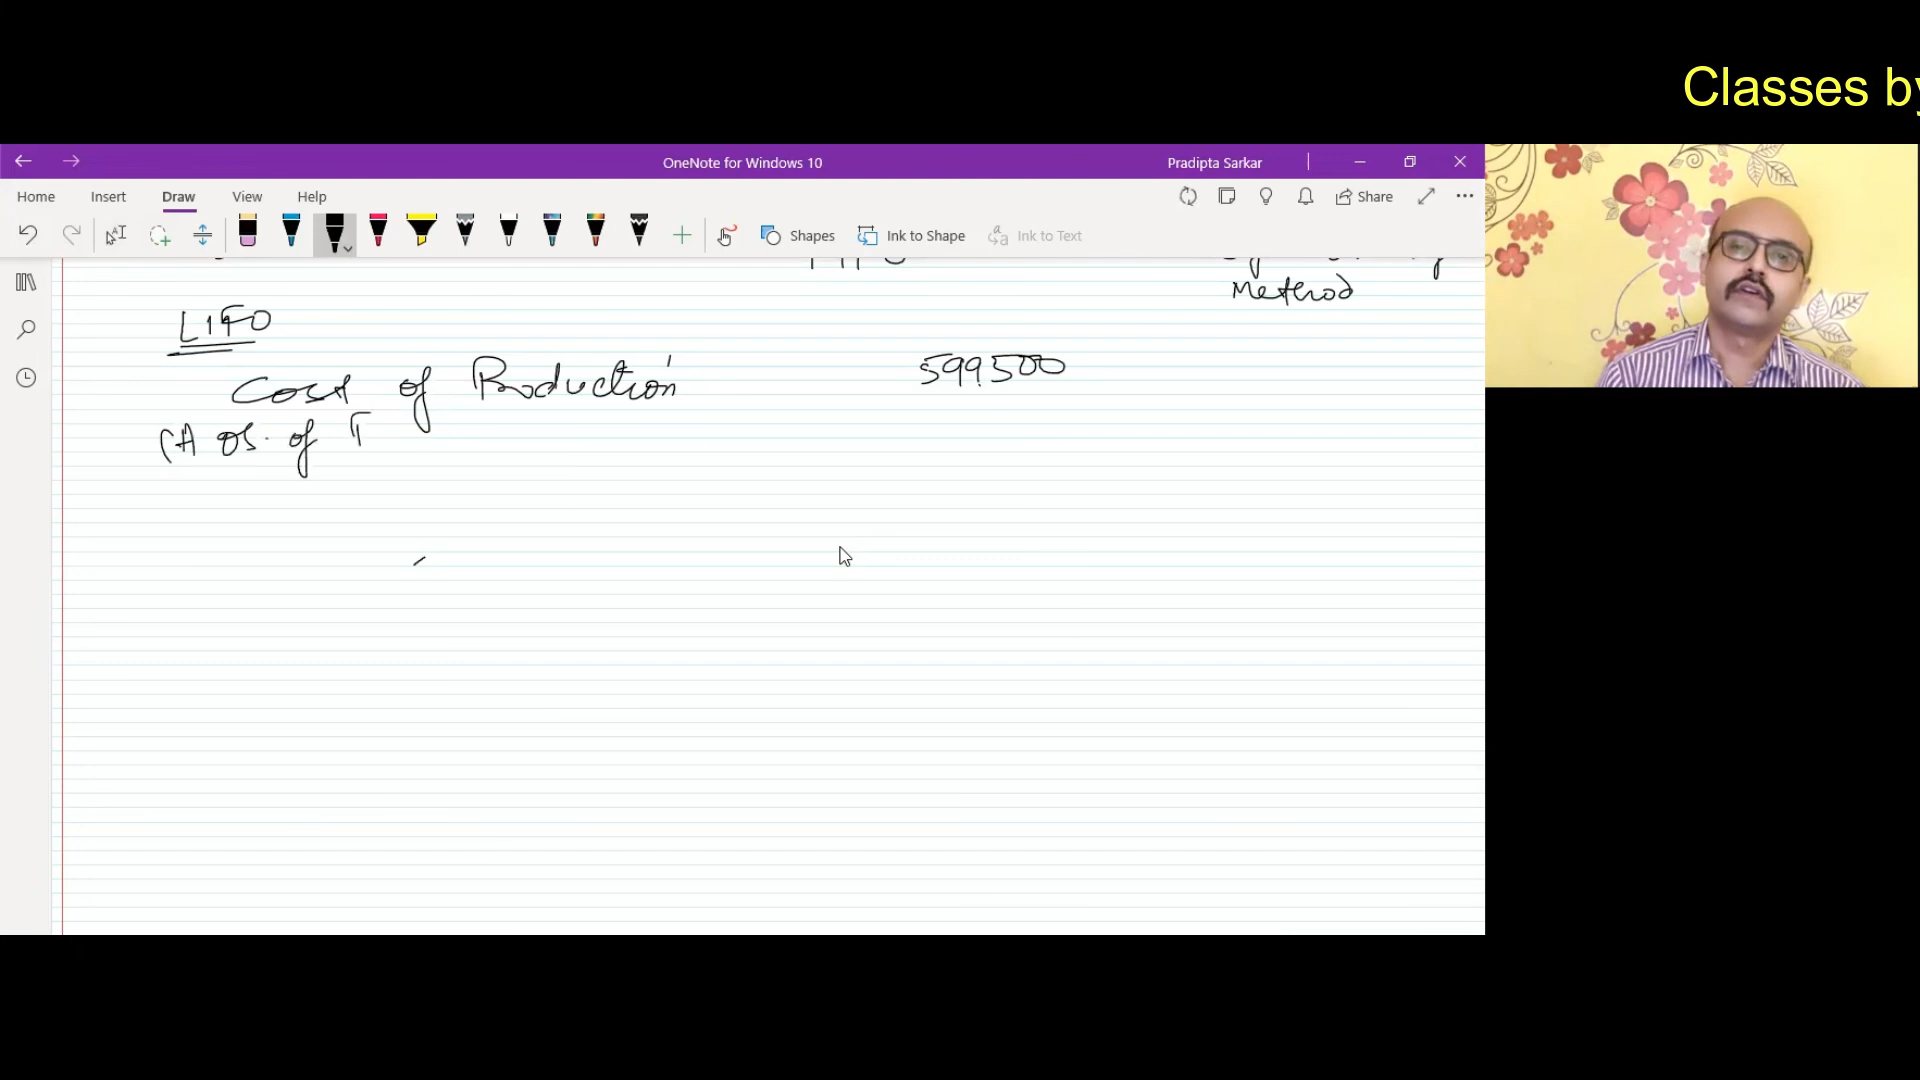 Classes by
OneNote for Windows 10
Pradipta Sarkar
Home Insert Draw View Help
Share
Shapes Ink to Shape Ink to Text
Method
LIFO
Cost of Production 599500
(A OS. of F